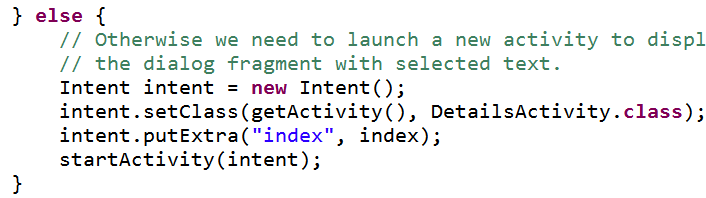 } else {
    // Otherwise we need to launch a new activity to displ
    // the dialog fragment with selected text.
    Intent intent = new Intent();
    intent.setClass(getActivity(), DetailsActivity.class);
    intent.putExtra("index", index);
    startActivity(intent);
}